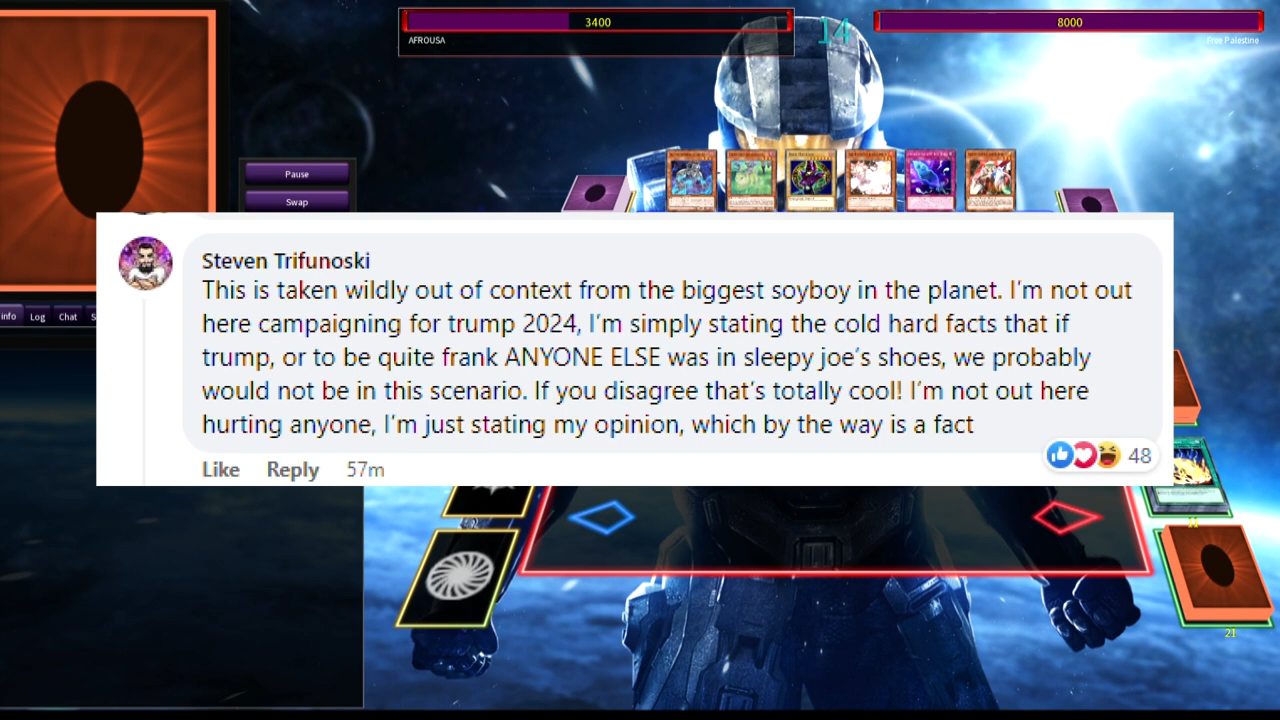 3400
8000
14
AFROUSA
Free Palestine
Pause
Swap
info Log Chat S
Steven Trifunoski
This is taken wildly out of context from the biggest soyboy in the planet. I'm not out
here campaigning for trump 2024, I'm simply stating the cold hard facts that if
trump, or to be quite frank ANYONE ELSE was in sleepy joe's shoes, we probably
would not be in this scenario. If you disagree that's totally cool! I'm not out here
hurting anyone, I'm just stating my opinion, which by the way is a fact
Like Reply 57m
48
11
21